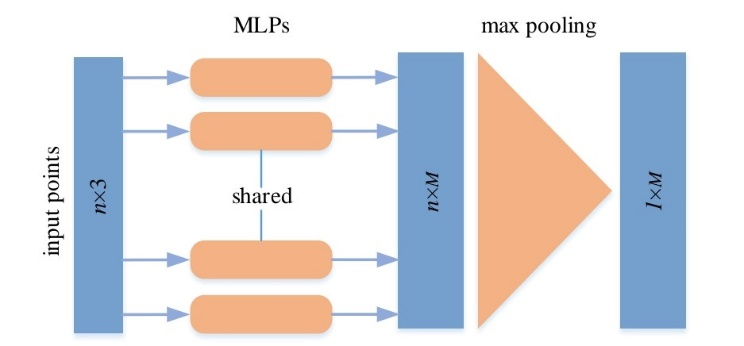 MLPs
max pooling
input points
n×3
shared
n×M
1×M